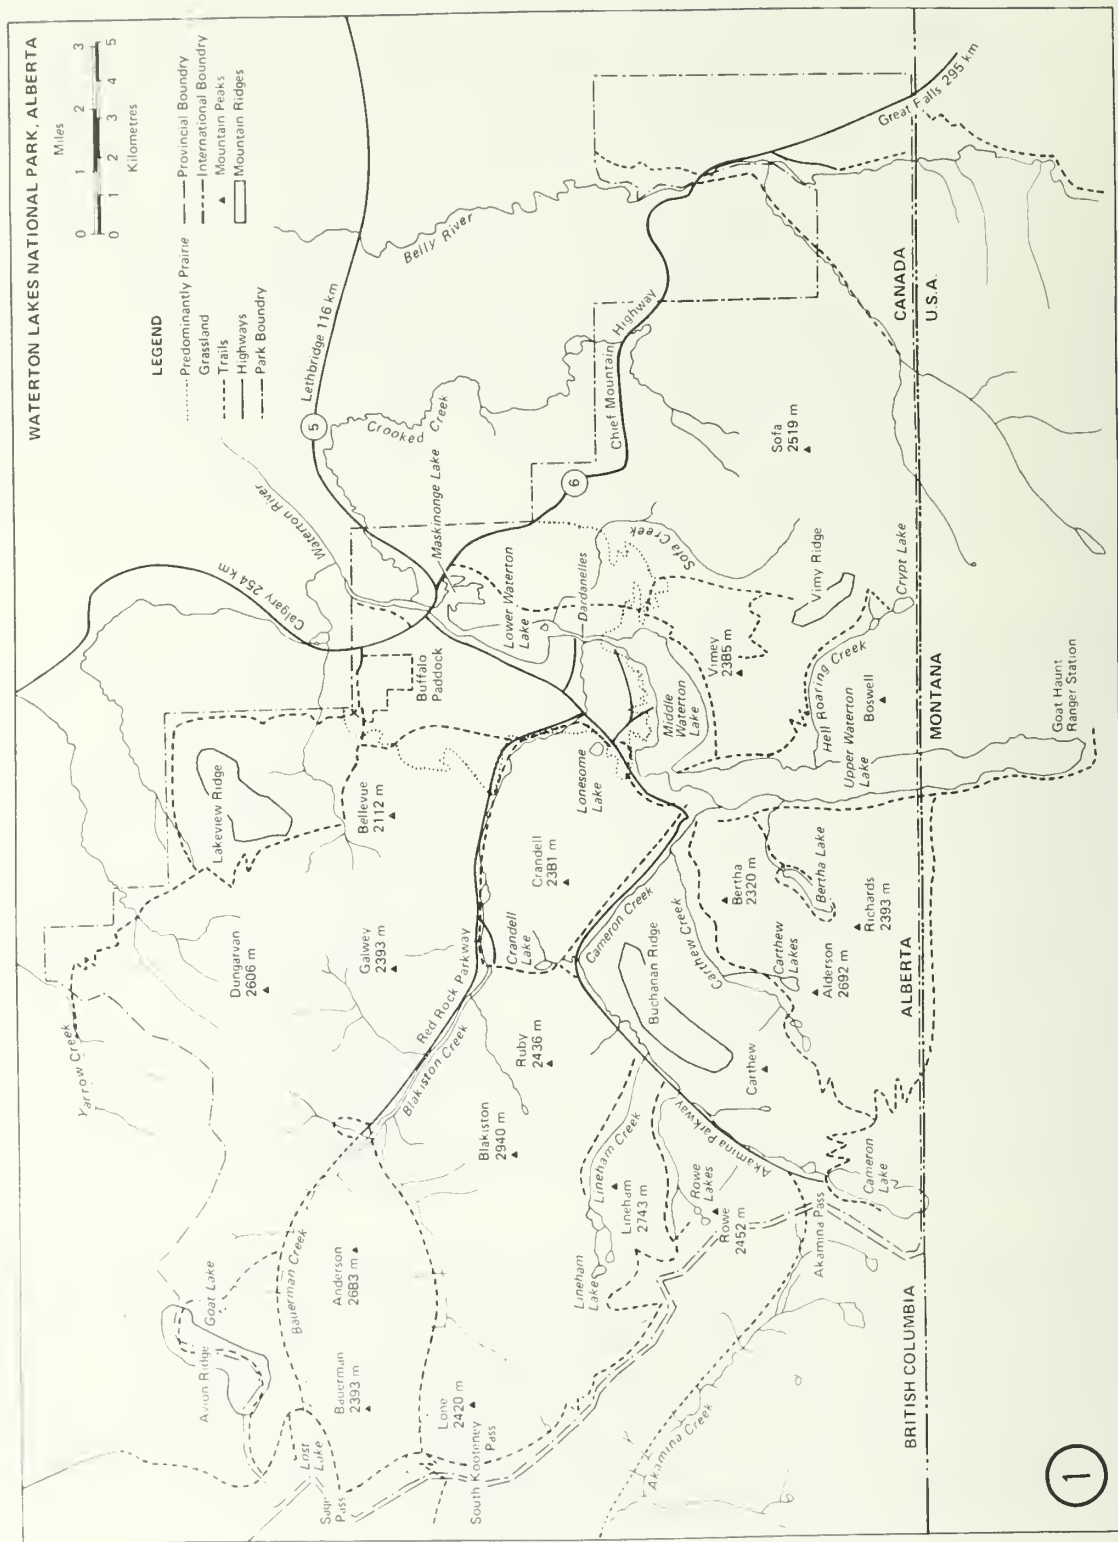 WATERTON LAKES NATIONAL PARK, ALBERTA
Miles
0 1 2 3
0 1 2 3 4 5
Kilometres
LEGEND
Predominantly Prairie
Grassland
Trails
Highways
Park Boundry
Provincial Boundry
International Boundry
Mountain Peaks
Mountain Ridges
Yarrow Creek
Dungarvan
2606 m
Lakeview Ridge
Calgary 254 km
Waterton River
5
Lethbridge 116 km
Crooked
Creek
Belly River
Avion Ridge
Goat Lake
Lost
Lake
Sage
Pass
Bauerman Creek
Bauerman
2393 m
Anderson
2683 m
Lone
2420 m
South Kooteney
Pass
Galwey
2393 m
Bellevue
2112 m
Buffalo
Paddock
Maskinonge Lake
Red Rock Parkway
Blakiston Creek
Blakiston
2940 m
Ruby
2436 m
Crandell
Lake
Crandell
2381 m
Lonesome
Lake
Lower Waterton
Lake
Dardanelles
6
Chief Mountain
Highway
Sofa Creek
Middle
Waterton
Lake
Vimey
2385 m
Sofa
2519 m
Vimy Ridge
Lineham
Lake
Lineham Creek
Lineham
2743 m
Rowe
Lakes
Rowe
2452 m
Akamina Parkway
Buchanan Ridge
Cameron Creek
Carthew Creek
Carthew
Carthew
Lakes
Alderson
2692 m
Bertha
2320 m
Bertha Lake
Richards
2393 m
Hell Roaring Creek
Upper Waterton
Lake
Boswell
Crypt Lake
Akamina Creek
Akamina Pass
Cameron
Lake
BRITISH COLUMBIA
ALBERTA
MONTANA
CANADA
U.S.A.
Great Falls 295 km
Goat Haunt
Ranger Station
1